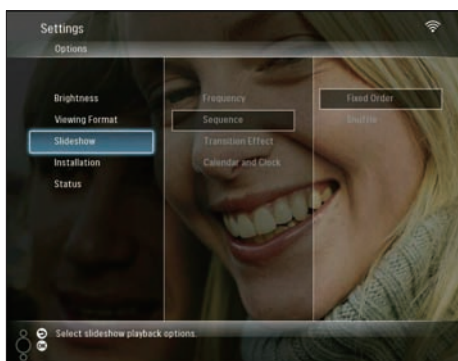 Settings
Options
Brightness
Viewing Format
Slideshow
Installation
Status
Frequency
Sequence
Transition Effect
Calendar and Clock
Fixed Order
Shuffle
Select slideshow playback options.
OK